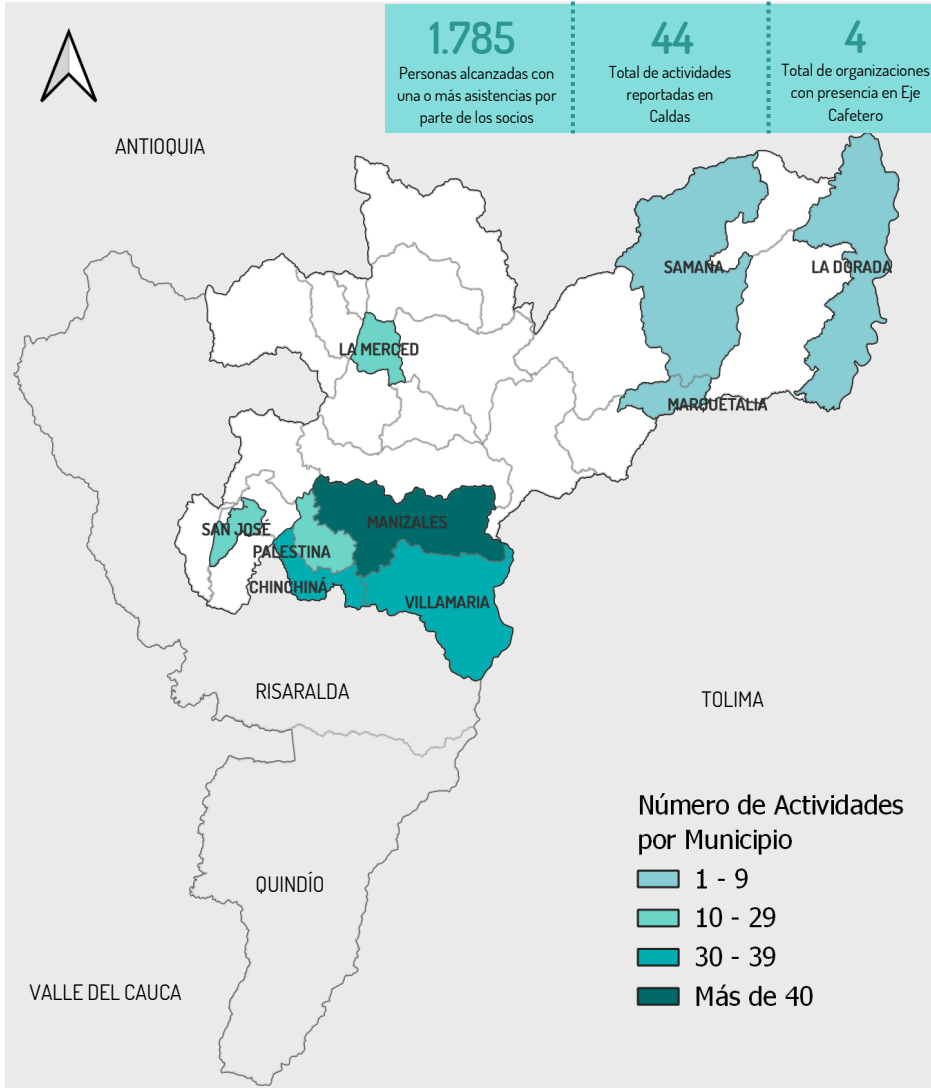 1.785
Personas alcanzadas con
una o más asistencias por
parte de los socios
44
Total de actividades
reportadas en
Caldas
4
Total de organizaciones
con presencia en Eje
Cafetero
ANTIOQUIA
SAMANA
LA DORADA
LA MERCED
MARQUETALIA
SAN JOSÉ
MANIZALES
PALESTINA
CHINCHINÁ
VILLAMARIA
RISARALDA
TOLIMA
QUINDÍO
VALLE DEL CAUCA
Número de Actividades
por Municipio
1 - 9
10 - 29
30 - 39
Más de 40